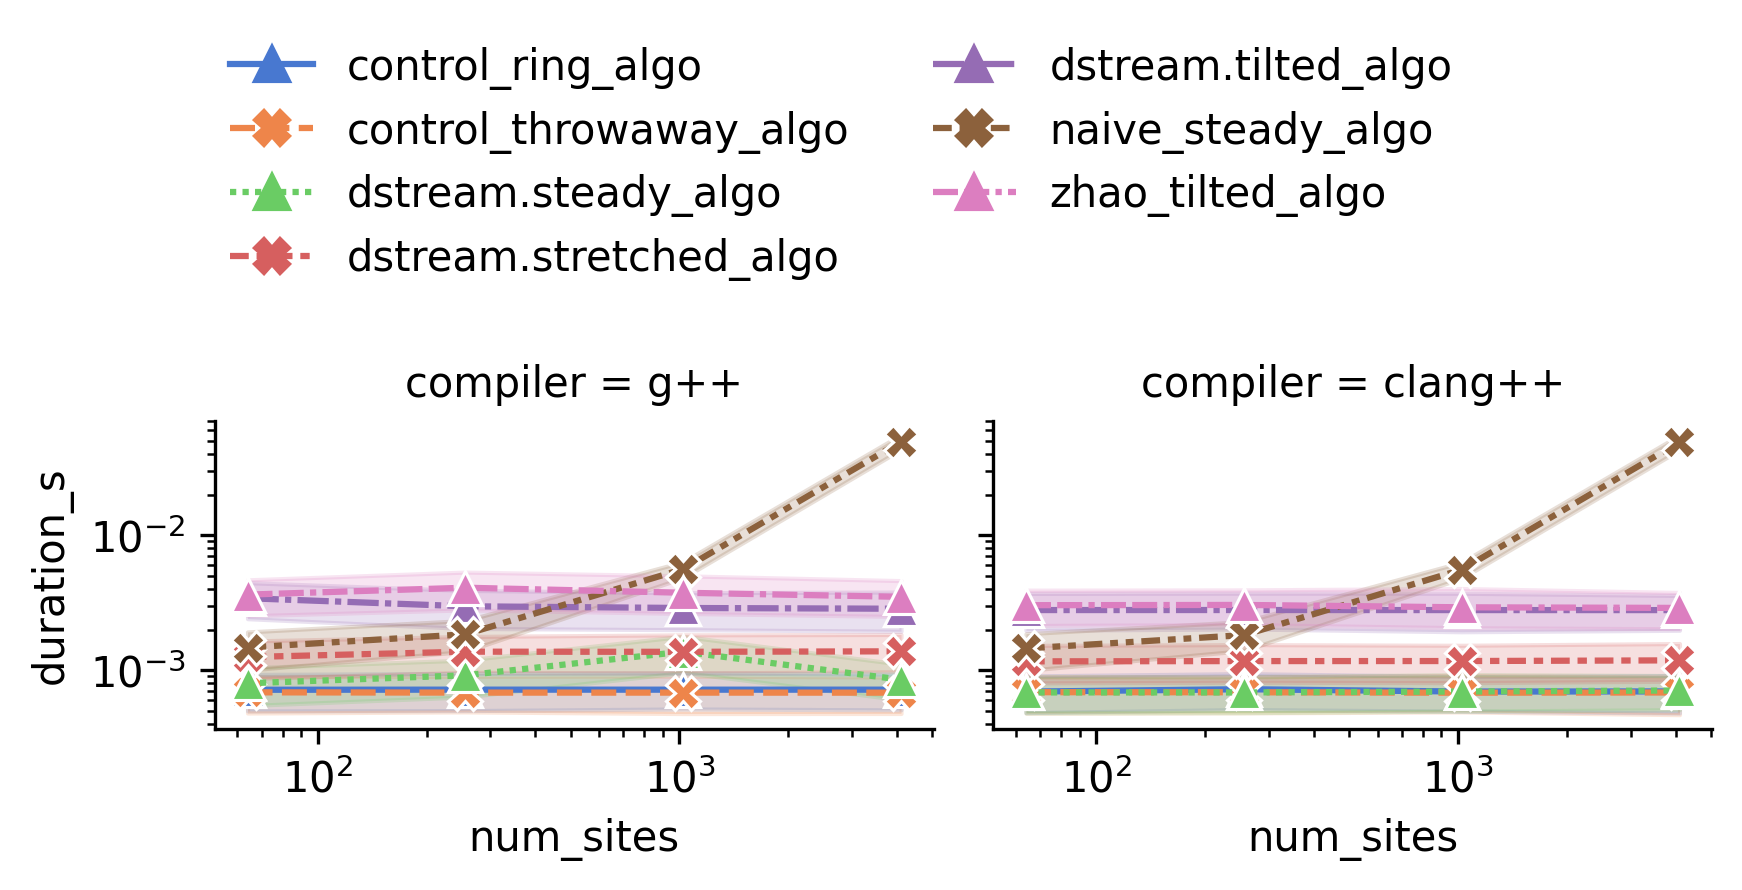 control_ring_algo
control_throwaway_algo
dstream.steady_algo
dstream.stretched_algo
dstream.tilted_algo
naive_steady_algo
zhao_tilted_algo
compiler = g++
compiler = clang++
duration_s
10⁻²
10⁻³
10²
10³
10²
10³
num_sites
num_sites